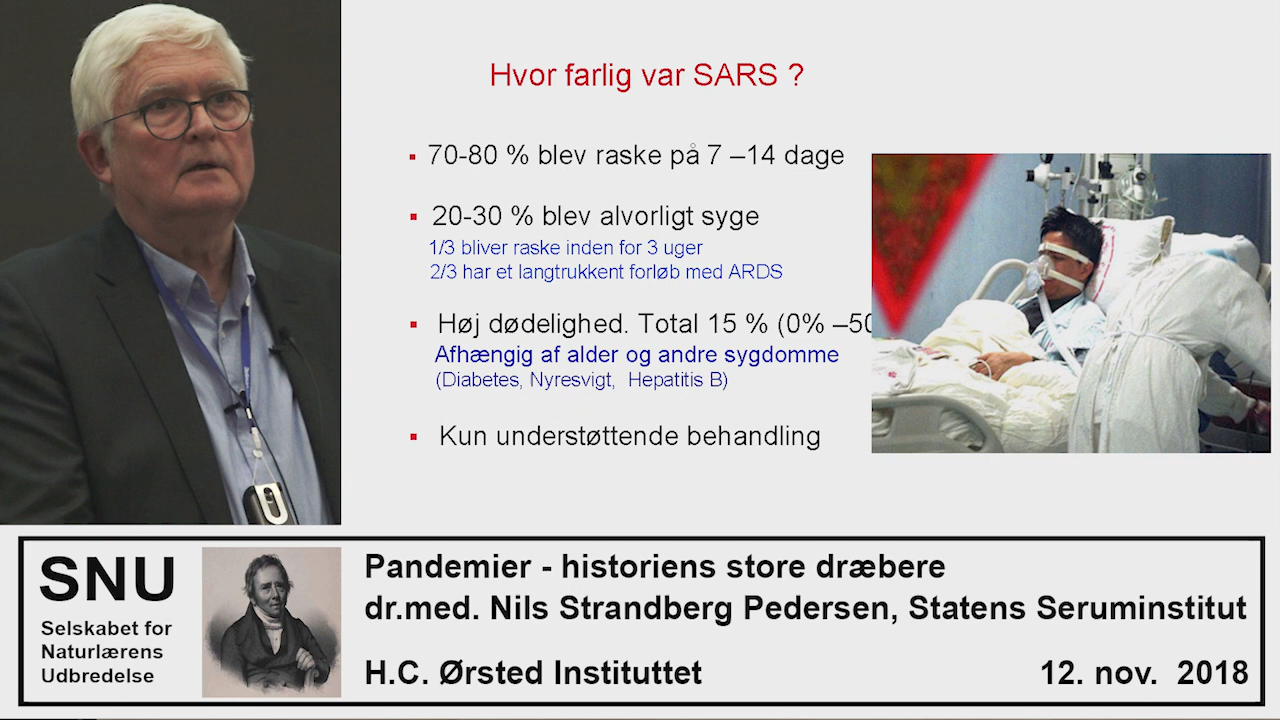 Hvor farlig var SARS ?
70-80 % blev raske på 7 –14 dage
20-30 % blev alvorligt syge
1/3 bliver raske inden for 3 uger
2/3 har et langtrukkent forløb med ARDS
Høj dødelighed. Total 15 % (0% –50
Afhængig af alder og andre sygdomme
(Diabetes, Nyresvigt, Hepatitis B)
Kun understøttende behandling
SNU
Selskabet for
Naturlærens
Udbredelse
Pandemier - historiens store dræbere
dr.med. Nils Strandberg Pedersen, Statens Seruminstitut
H.C. Ørsted Instituttet 12. nov. 2018